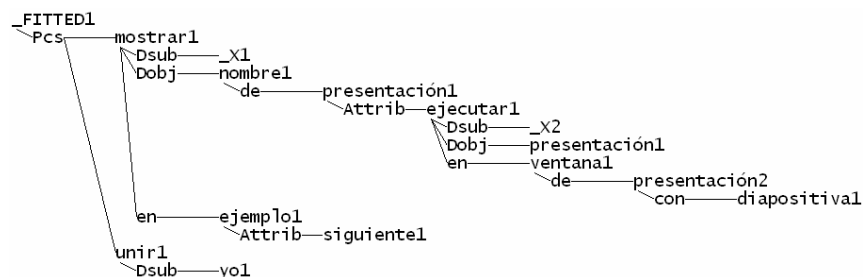 _FITTED1
Pcs mostrar1
Dsub _X1
Dobj nombre1
de presentación1
Attrib ejecutar1
Dsub _X2
Dobj presentación1
en ventana1
de presentación2
con diapositiva1
en ejemplo1
Attrib siguiente1
unir1
Dsub yo1